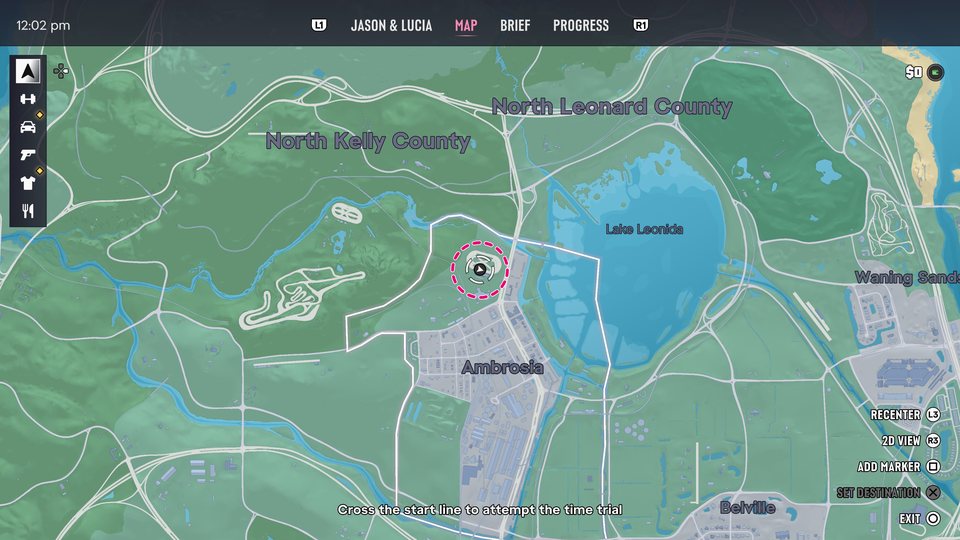 12:02 pm
L1 JASON & LUCIA MAP BRIEF PROGRESS R1
$0
North Leonard County
North Kelly County
Lake Leonida
Waning Sands
Ambrosia
RECENTER L3
2D VIEW R3
ADD MARKER
SET DESTINATION
Cross the start line to attempt the time trial
Belville
EXIT